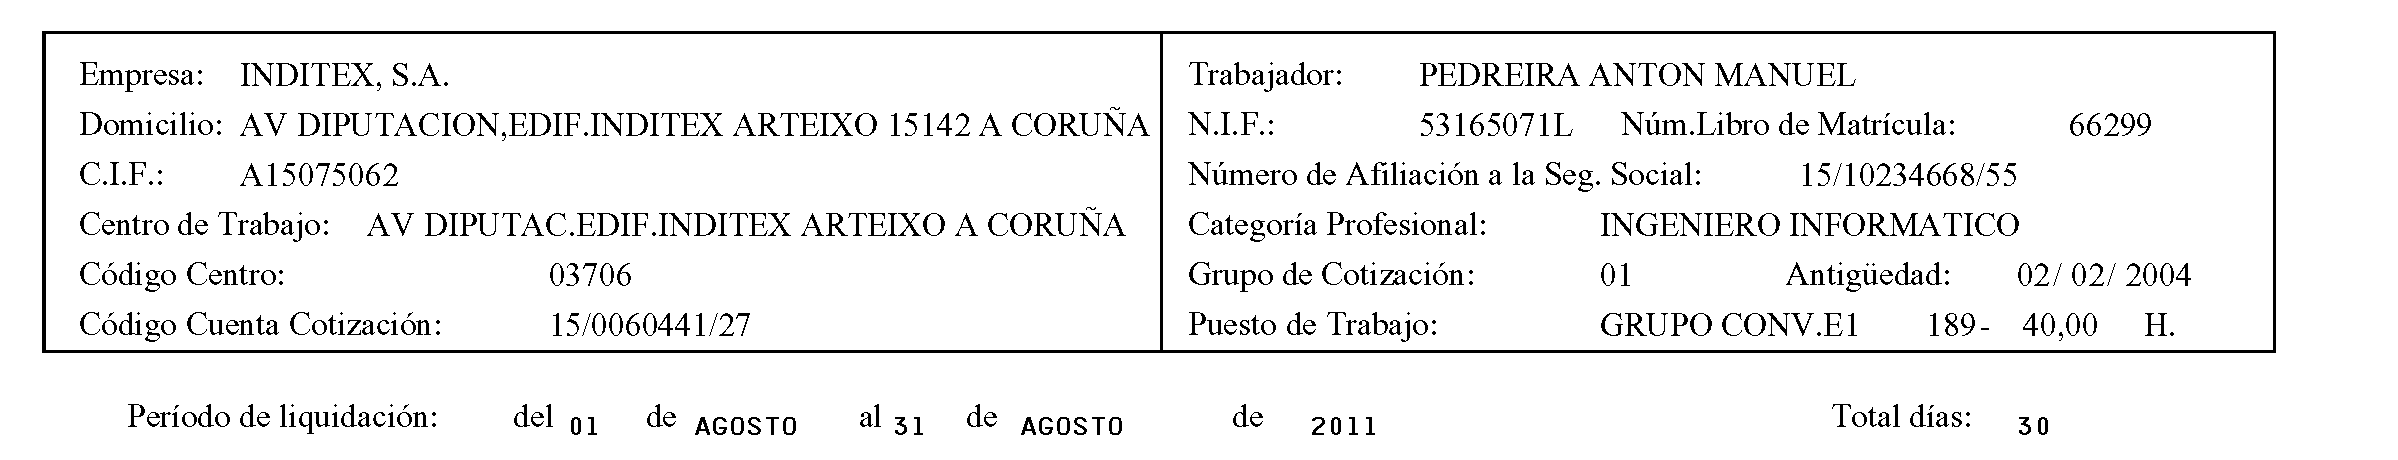 Empresa: INDITEX, S.A.
Domicilio: AV DIPUTACION,EDIF.INDITEX ARTEIXO 15142 A CORUÑA
C.I.F.: A15075062
Centro de Trabajo: AV DIPUTAC.EDIF.INDITEX ARTEIXO A CORUÑA
Código Centro: 03706
Código Cuenta Cotización: 15/0060441/27
Trabajador: PEDREIRA ANTON MANUEL
N.I.F.: 53165071L Núm.Libro de Matrícula: 66299
Número de Afiliación a la Seg. Social: 15/10234668/55
Categoría Profesional: INGENIERO INFORMATICO
Grupo de Cotización: 01 Antigüedad: 02/ 02/ 2004
Puesto de Trabajo: GRUPO CONV.E1 189- 40,00 H.
Período de liquidación: del 01 de AGOSTO al 31 de AGOSTO de 2011 Total días: 30